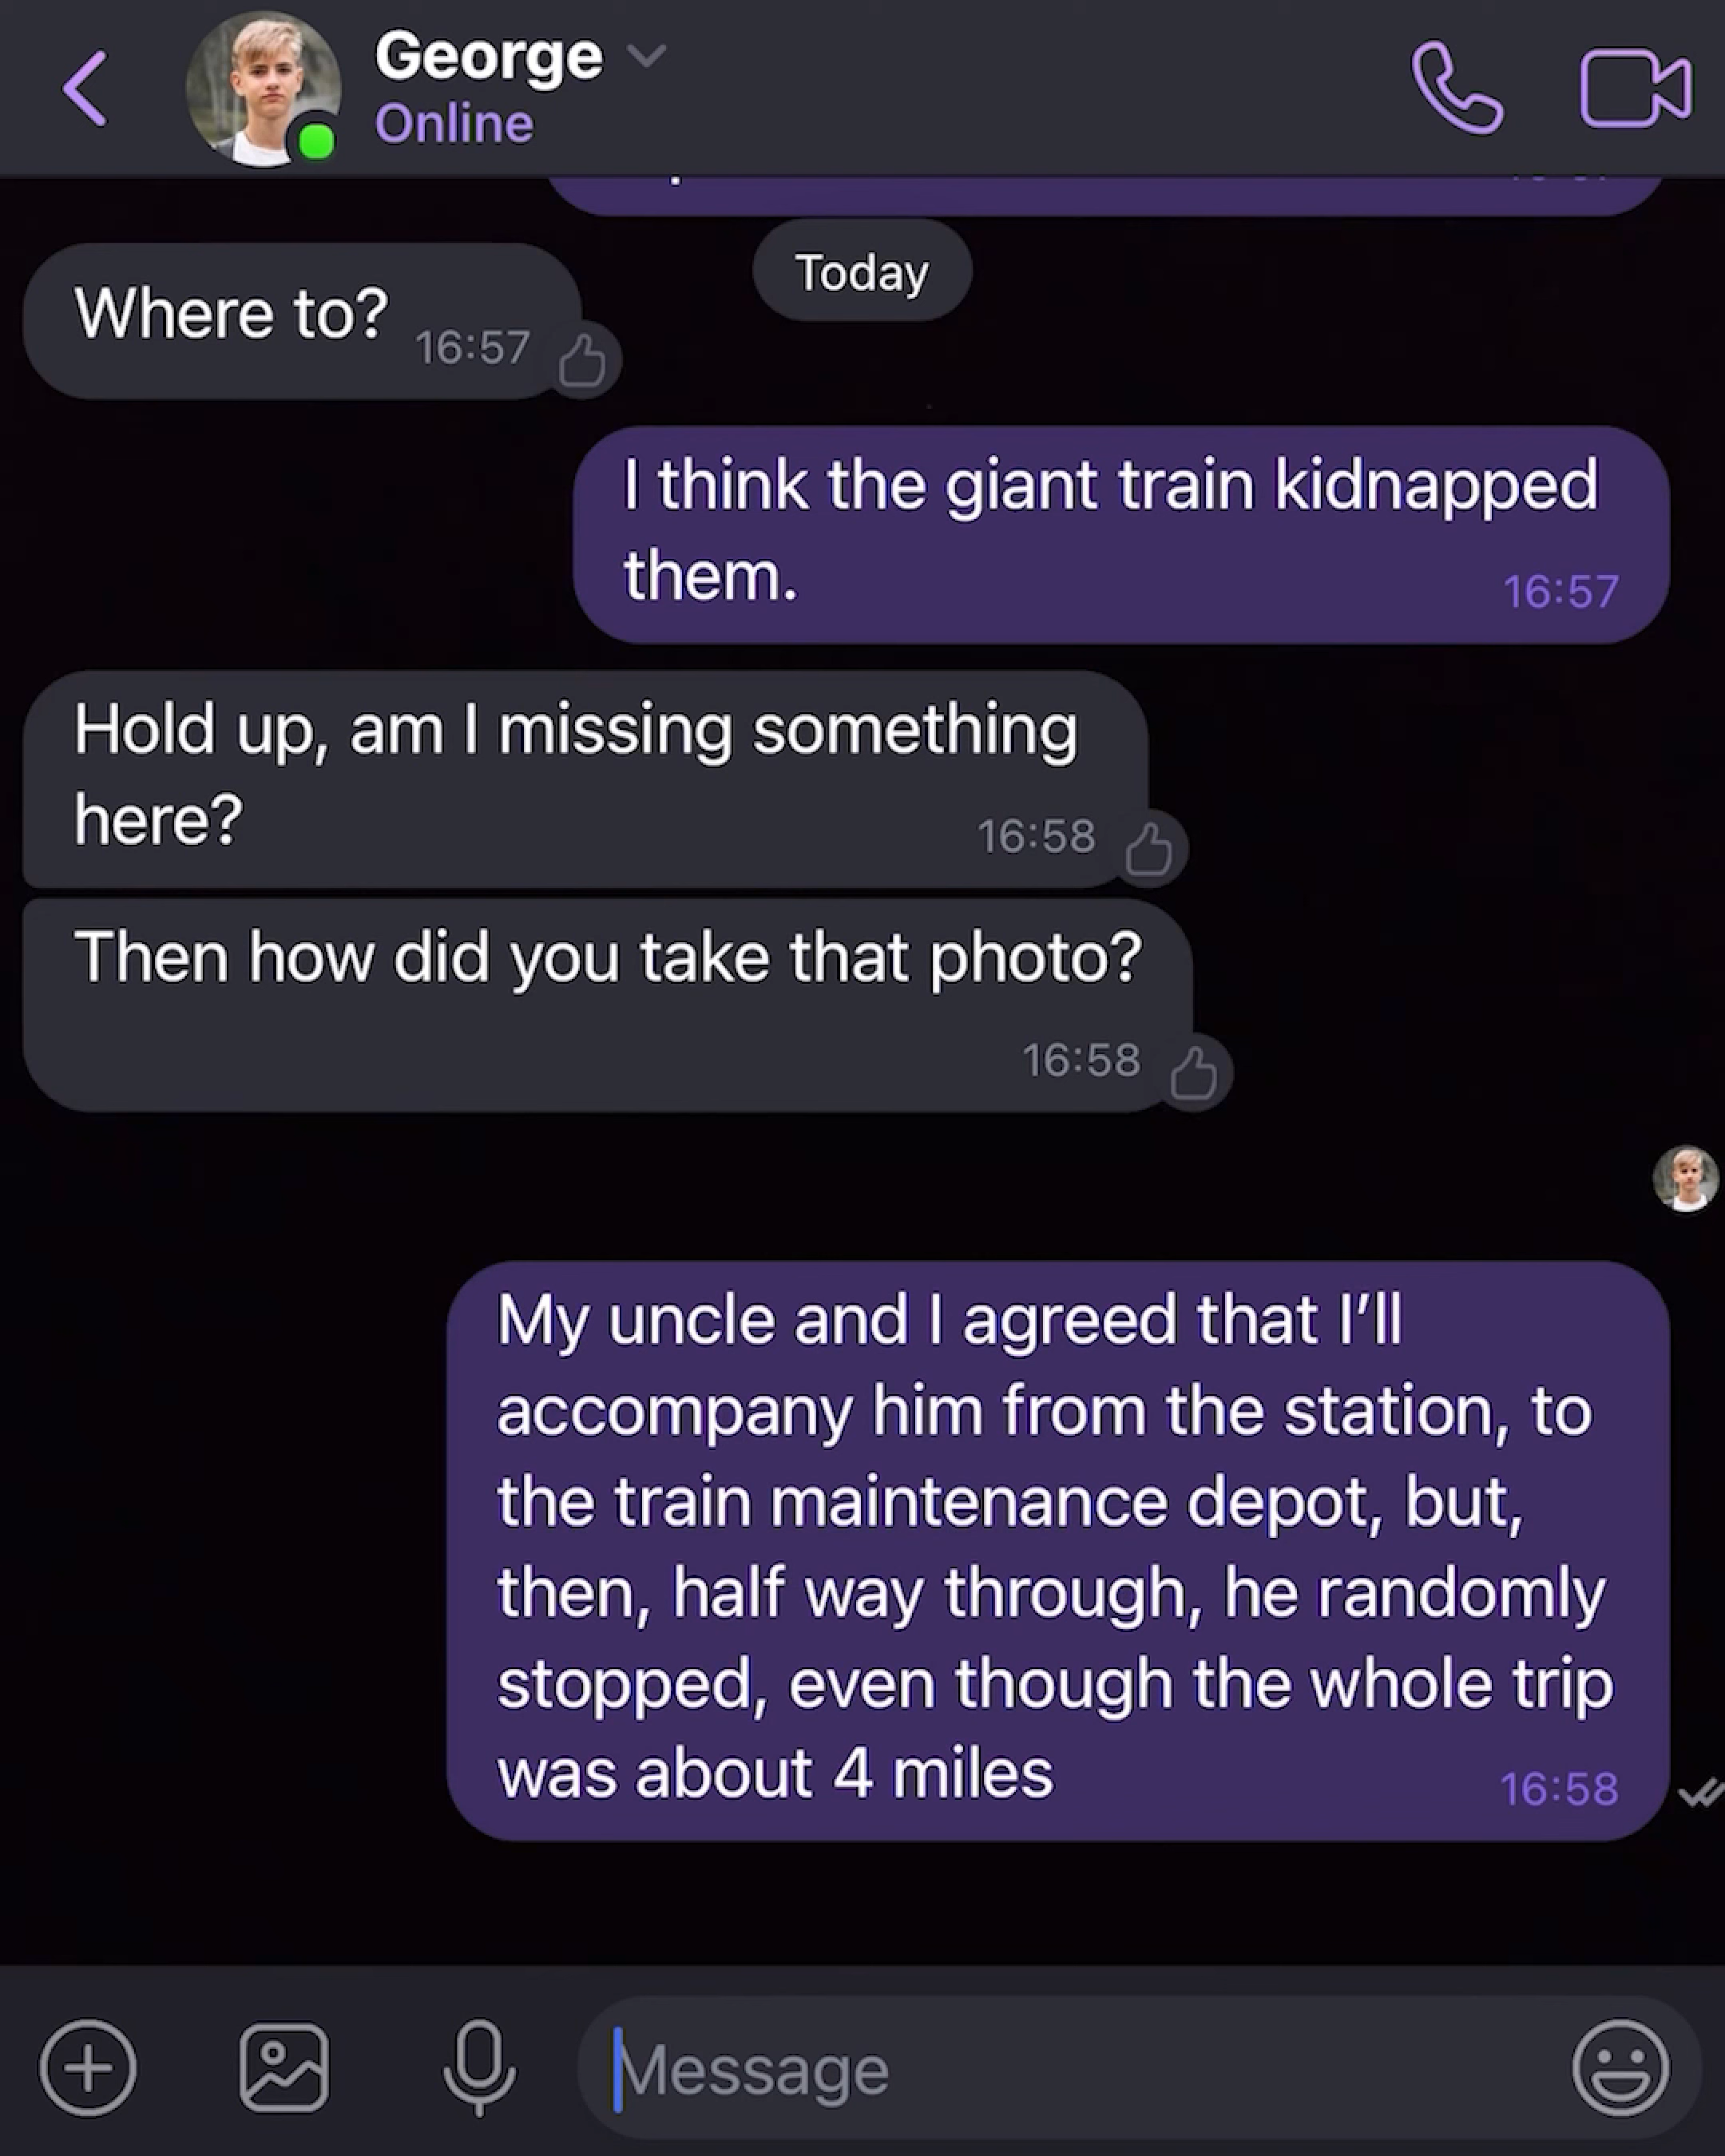 George
Online
Today
Where to?
16:57
I think the giant train kidnapped
them.
16:57
Hold up, am I missing something
here?
16:58
Then how did you take that photo?
16:58
My uncle and I agreed that I’ll
accompany him from the station, to
the train maintenance depot, but,
then, half way through, he randomly
stopped, even though the whole trip
was about 4 miles
16:58
Message